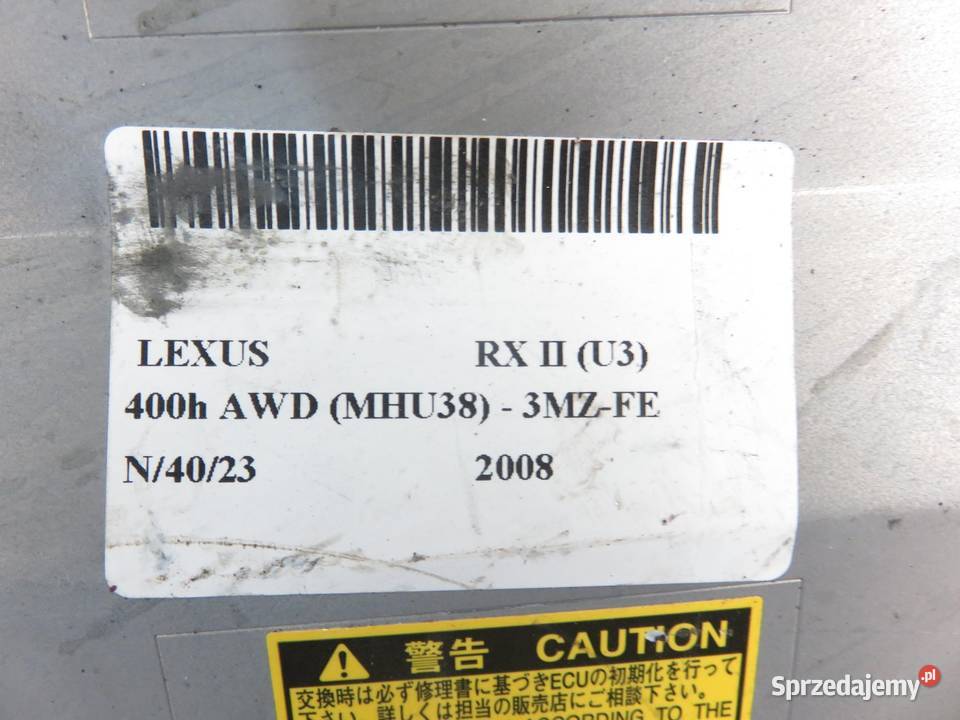 LEXUS RX II (U3)
400h AWD (MHU38) - 3MZ-FE
N/40/23 2008
警告 CAUTION
交換時は必ず修理書に基づきECUの初期化を行って
下さい。詳しくは担当の販売店にご相談下さい。
ACCORDING TO THE
Sprzedajemy.pl